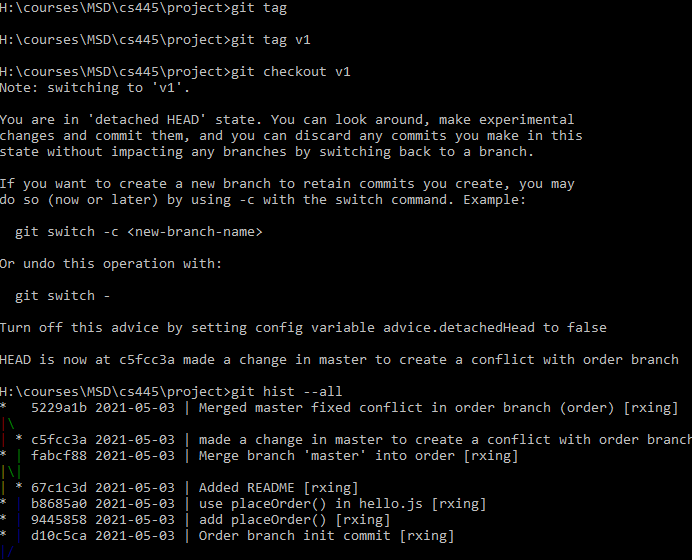 H:\courses\MSD\cs445\project>git tag
H:\courses\MSD\cs445\project>git tag v1
H:\courses\MSD\cs445\project>git checkout v1
Note: switching to 'v1'.
You are in 'detached HEAD' state. You can look around, make experimental
changes and commit them, and you can discard any commits you make in this
state without impacting any branches by switching back to a branch.
If you want to create a new branch to retain commits you create, you may
do so (now or later) by using -c with the switch command. Example:
git switch -c <new-branch-name>
Or undo this operation with:
git switch -
Turn off this advice by setting config variable advice.detachedHead to false
HEAD is now at c5fcc3a made a change in master to create a conflict with order branch
H:\courses\MSD\cs445\project>git hist --all
*   5229a1b 2021-05-03 | Merged master fixed conflict in order branch (order) [rxing]
|\
| * c5fcc3a 2021-05-03 | made a change in master to create a conflict with order branch
* | fabcf88 2021-05-03 | Merge branch 'master' into order [rxing]
|\|
| * 67c1c3d 2021-05-03 | Added README [rxing]
* | b8685a0 2021-05-03 | use placeOrder() in hello.js [rxing]
* | 9445858 2021-05-03 | add placeOrder() [rxing]
* | d10c5ca 2021-05-03 | Order branch init commit [rxing]
|/